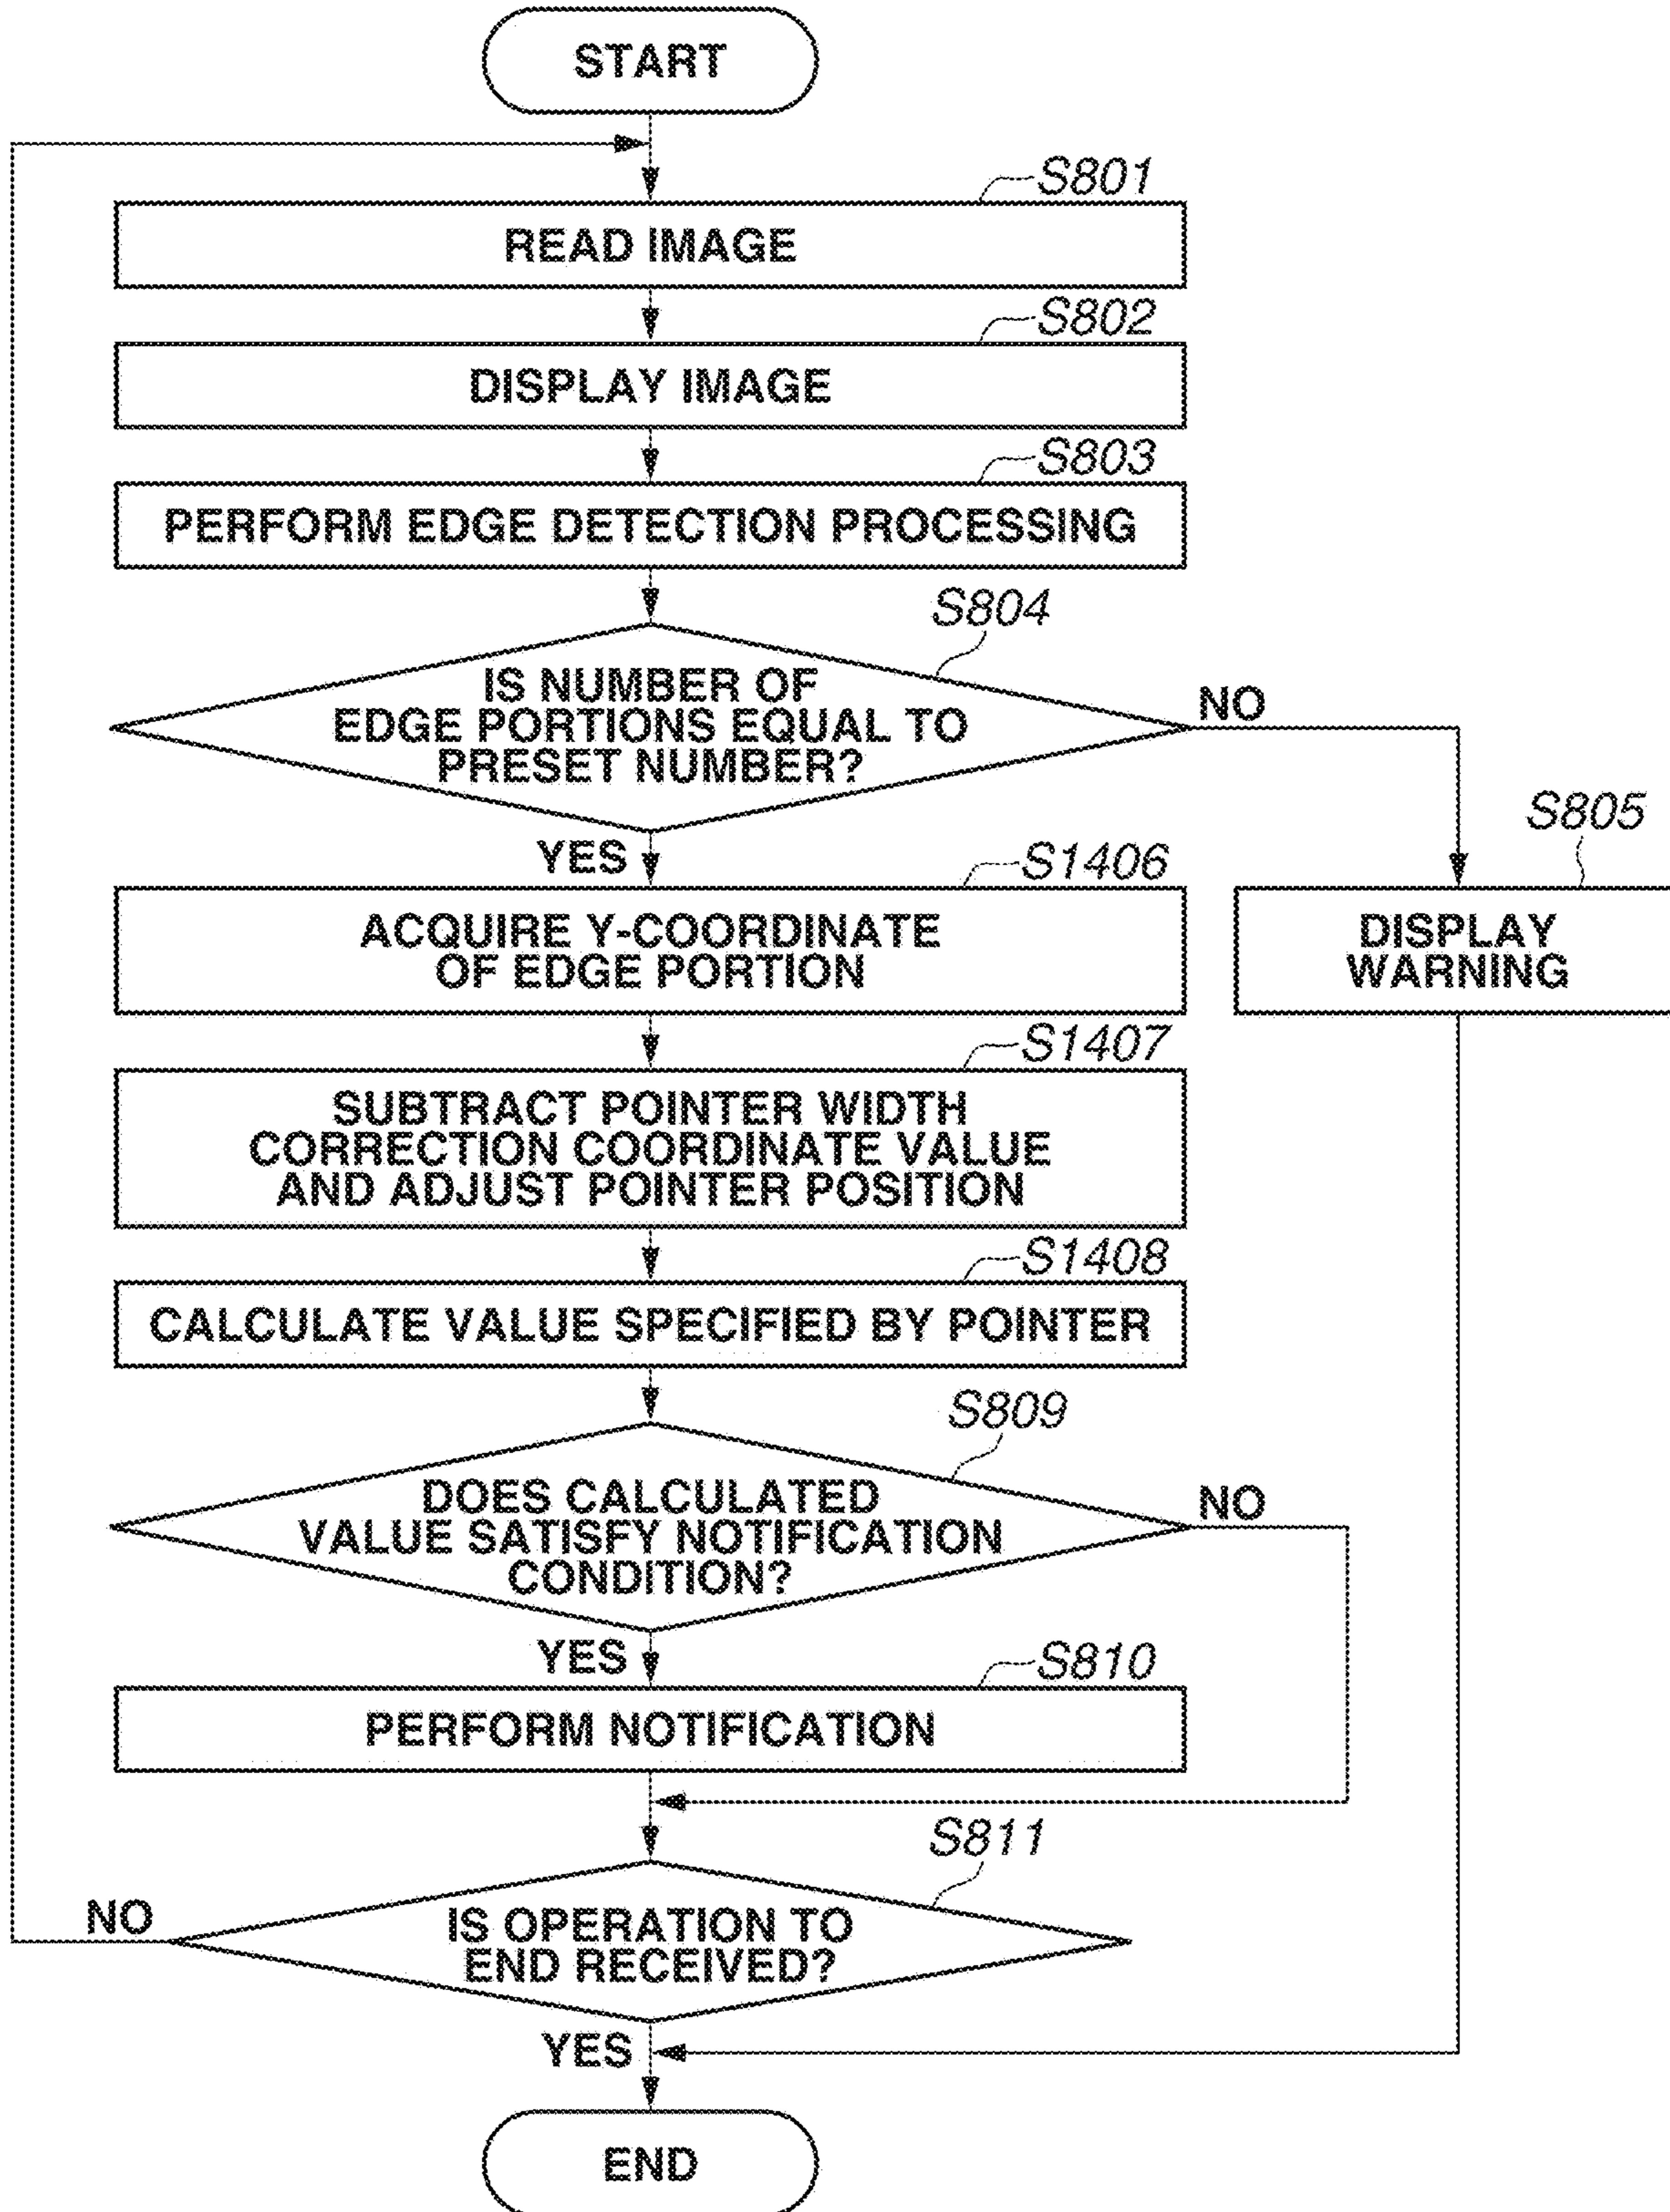 START
S801
READ IMAGE
S802
DISPLAY IMAGE
S803
PERFORM EDGE DETECTION PROCESSING
S804
IS NUMBER OF
EDGE PORTIONS EQUAL TO
PRESET NUMBER?
NO
YES
S805
DISPLAY
WARNING
S1406
ACQUIRE Y-COORDINATE
OF EDGE PORTION
S1407
SUBTRACT POINTER WIDTH
CORRECTION COORDINATE VALUE
AND ADJUST POINTER POSITION
S1408
CALCULATE VALUE SPECIFIED BY POINTER
S809
DOES CALCULATED
VALUE SATISFY NOTIFICATION
CONDITION?
NO
YES
S810
PERFORM NOTIFICATION
S811
IS OPERATION TO
END RECEIVED?
NO
YES
END